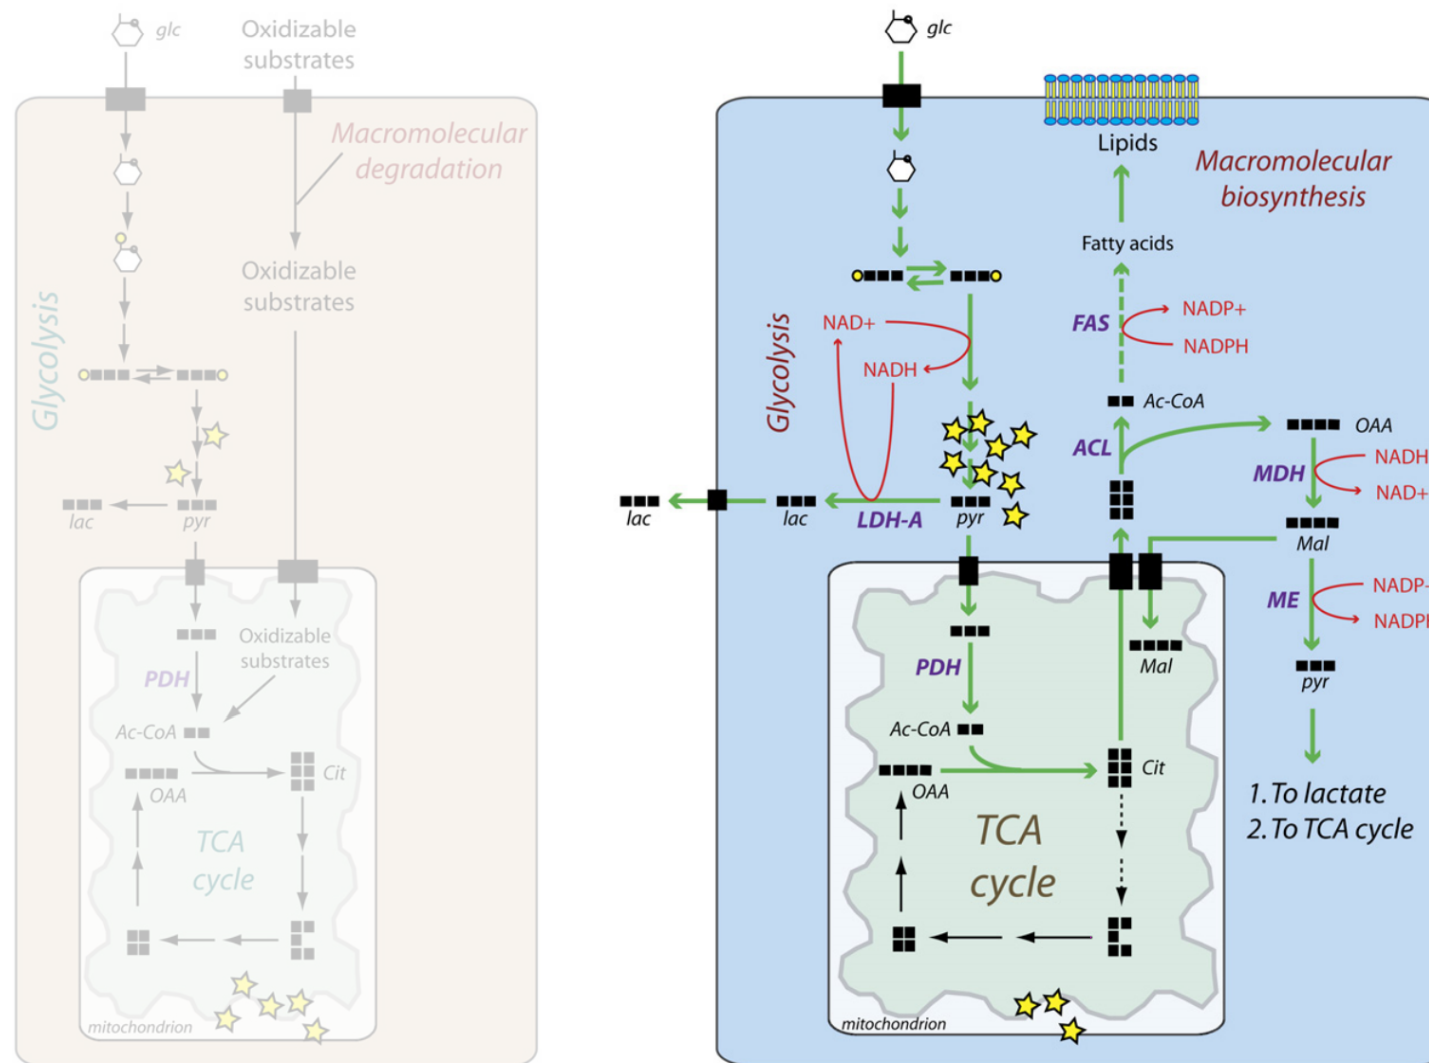 glc
Oxidizable
substrates
Macromolecular
degradation
Oxidizable
substrates
Glycolysis
lac
pyr
Oxidizable
substrates
PDH
Ac-CoA
Cit
OAA
TCA
cycle
mitochondrion
glc
Lipids
Macromolecular
biosynthesis
Fatty acids
Glycolysis
NAD+
NADH
FAS
NADP+
NADPH
Ac-CoA
ACL
OAA
MDH
NADH
NAD+
lac
lac
LDH-A
pyr
Mal
ME
NADP+
NADPH
Mal
pyr
PDH
Ac-CoA
OAA
Cit
TCA
cycle
1. To lactate
2. To TCA cycle
mitochondrion